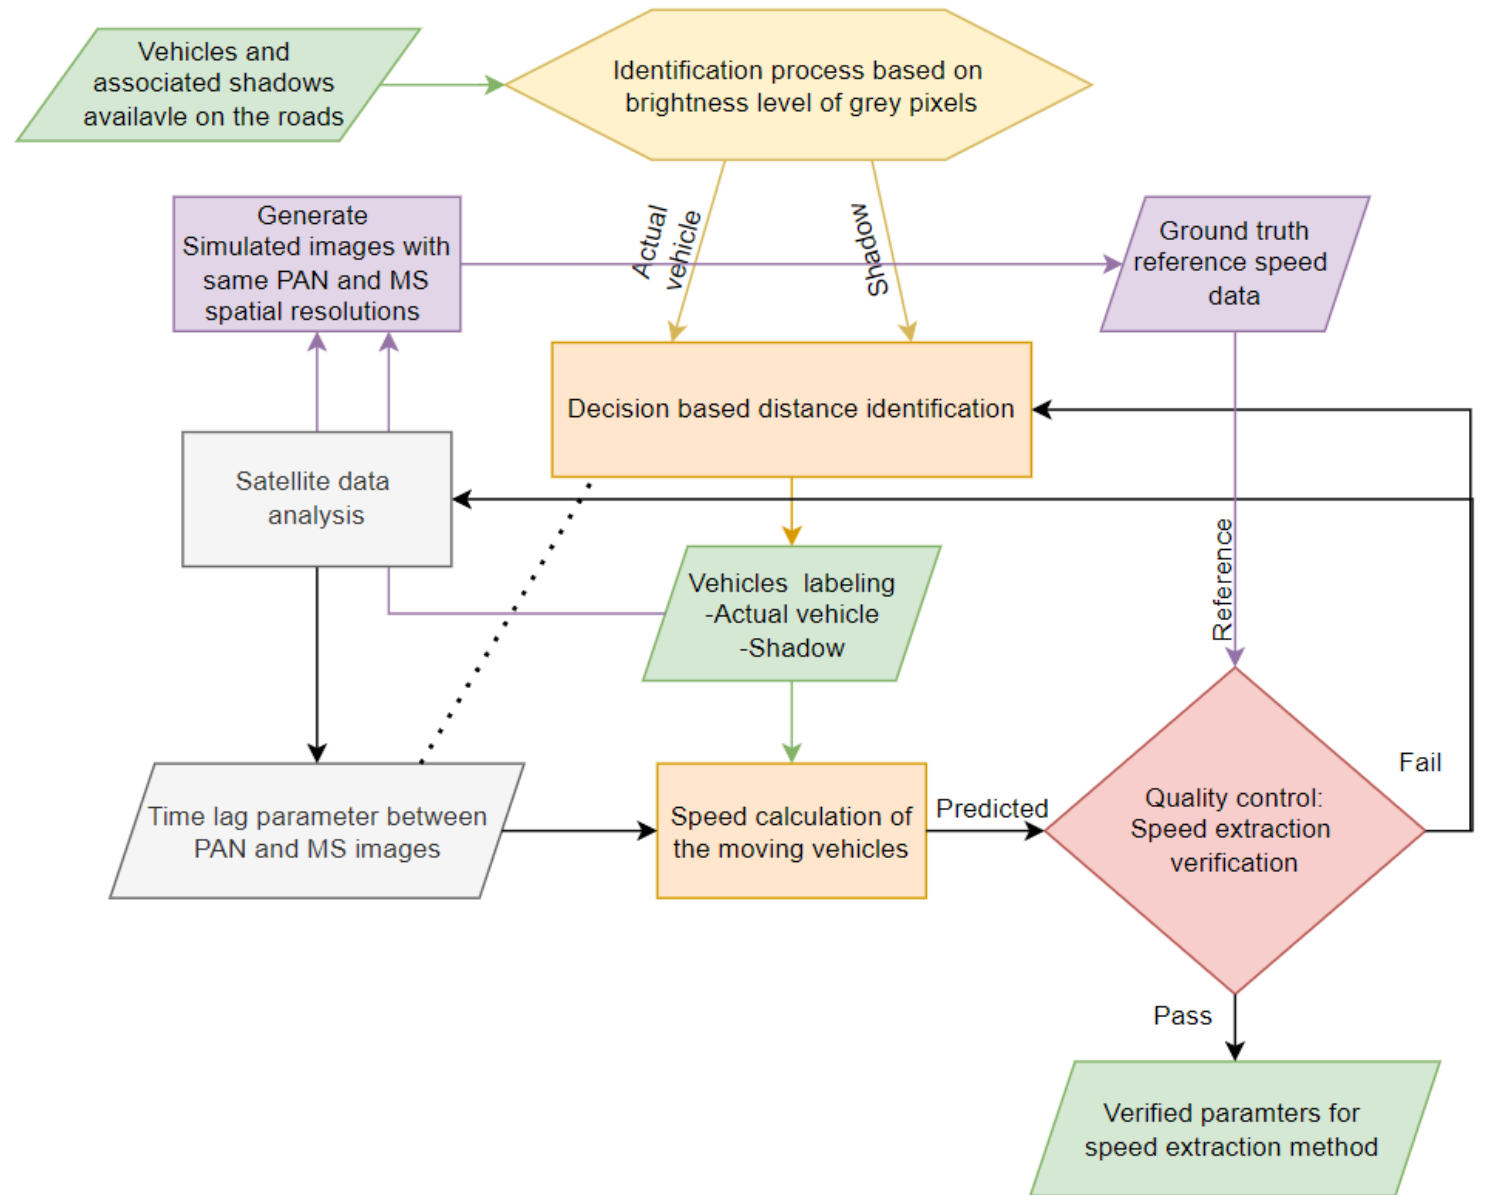 Vehicles and
associated shadows
availavle on the roads
Identification process based on
brightness level of grey pixels
Actual
vehicle
Shadow
Generate
Simulated images with
same PAN and MS
spatial resolutions
Ground truth
reference speed
data
Decision based distance identification
Satellite data
analysis
Reference
Vehicles labeling
-Actual vehicle
-Shadow
Time lag parameter between
PAN and MS images
Speed calculation of
the moving vehicles
Predicted
Quality control:
Speed extraction
verification
Fail
Pass
Verified paramters for
speed extraction method